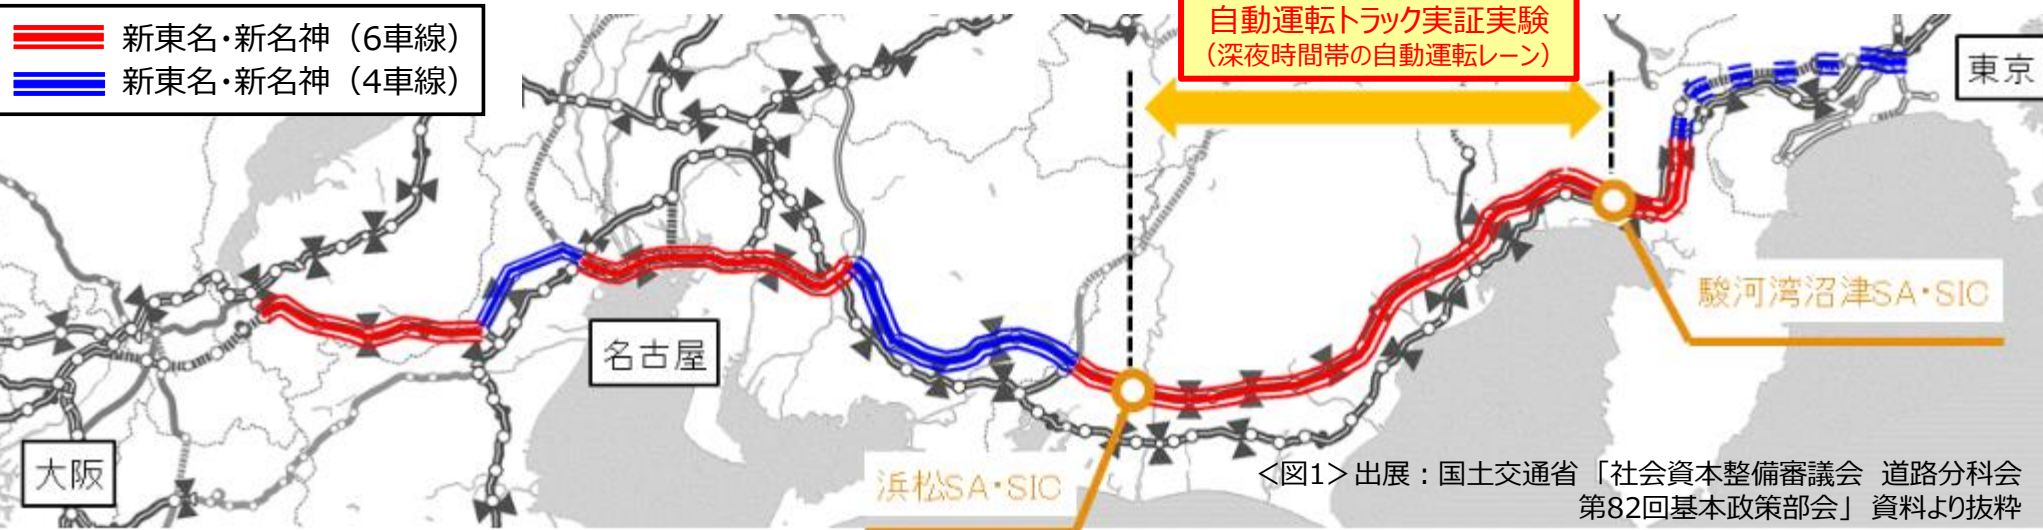 新東名・新名神（6車線）
新東名・新名神（4車線）
自動運転トラック実証実験
（深夜時間帯の自動運転レーン）
東京
駿河湾沼津SA・SIC
名古屋
大阪
浜松SA・SIC
<図1>出展：国土交通省「社会資本整備審議会 道路分科会
第82回基本政策部会」資料より抜粋